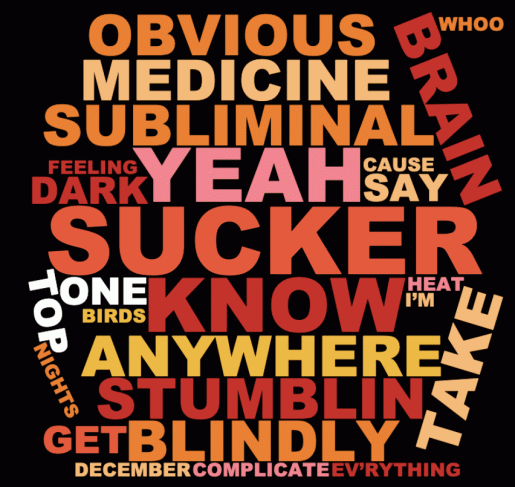 OBVIOUS
WHOO
BRAIN
MEDICINE
SUBLIMINAL
FEELING
YEAH
CAUSE
DARK
SAY
SUCKER
TOP
ONE
KNOW
HEAT
BIRDS
I'M
TAKE
ANYWHERE
NIGHTS
STUMBLIN
GET
BLINDLY
DECEMBER
COMPLICATE
EV'RYTHING